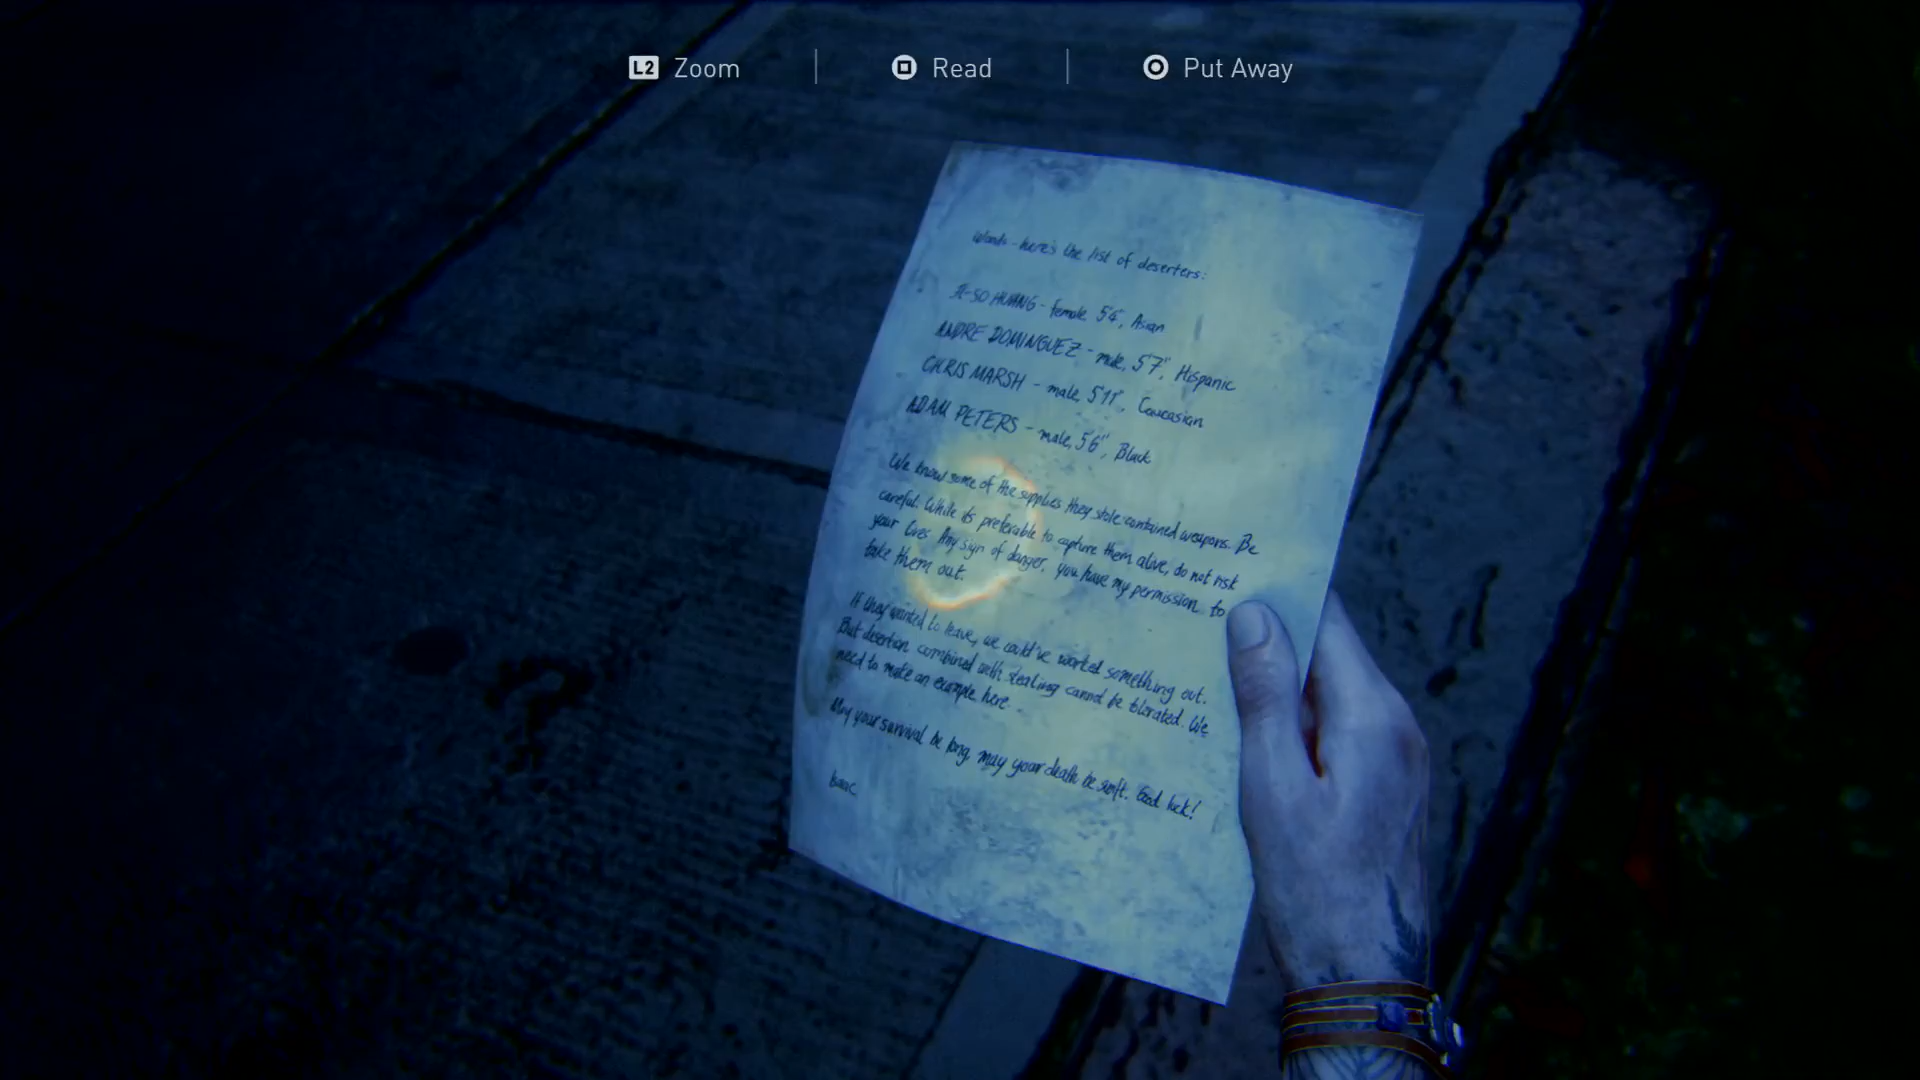 L2 Zoom | Read | Put Away
Woods - here's the list of deserters:
JI-SO HUANG - female 5'4", Asian
ANDRE DOMINGUEZ - male, 5'7", Hispanic
CHRIS MARSH - male, 5'11", Caucasian
ADAM PETERS - male, 5'6", Black
We know some of the supplies they stole contained weapons. Be
careful. While its preferable to capture them alive, do not risk
your lives. Any sign of danger, you have my permission to
take them out.
If they wanted to leave, we could've worked something out.
But desertion combined with stealing cannot be tolerated. We
need to make an example here.
May your survival be long, may your death be swift. Good luck!
Isaac